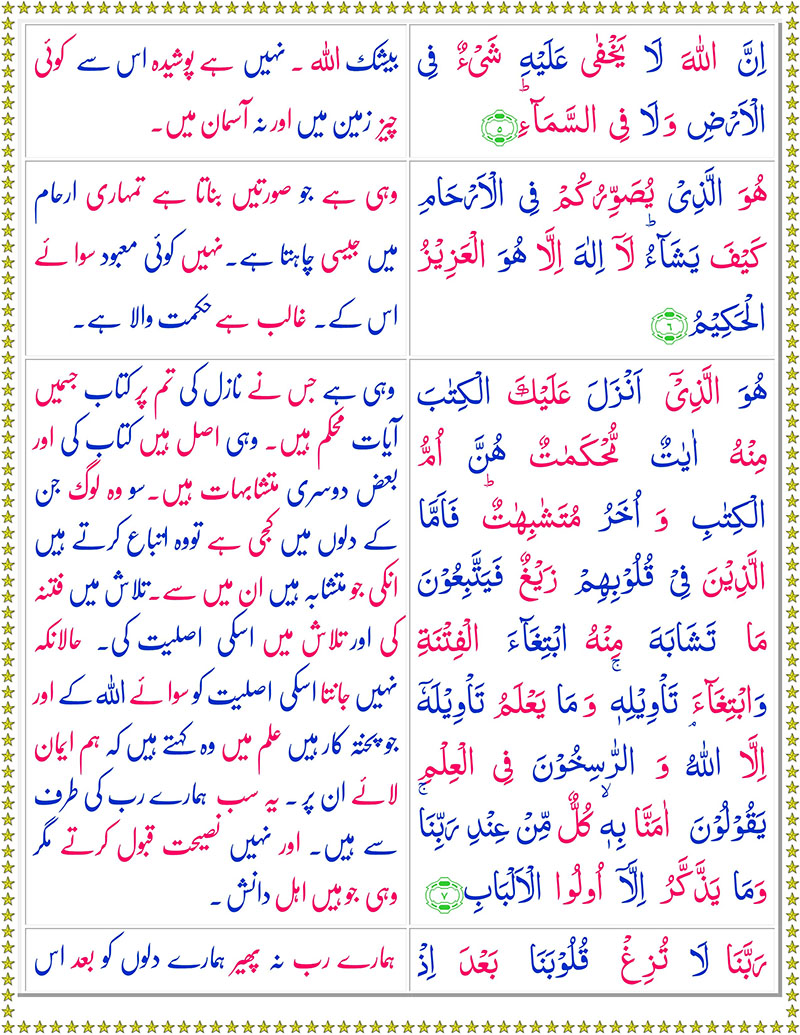 اِنَّ اللّٰهَ لَا يَخْفٰى عَلَيْهِ شَىْءٌ فِى
الْاَرْضِ وَلَا فِى السَّمَآءِؕ ﴿۵﴾
بیشک اللہ ۔ نہیں ہے پوشیدہ اس سے کوئی
چیز زمین میں اور نہ آسمان میں۔
هُوَ الَّذِىْ يُصَوِّرُكُمْ فِى الْاَرْحَامِ
كَيْفَ يَشَآءُؕ لَاۤ اِلٰهَ اِلَّا هُوَ الْعَزِيْزُ
الْحَكِيْمُ ﴿۶﴾
وہی ہے جو صورتیں بناتا ہے تمہاری ارحام
میں جیسی چاہتا ہے۔ نہیں کوئی معبود سوائے
اس کے۔ غالب ہے حکمت والا ہے۔
هُوَ الَّذِىْۤ اَنْزَلَ عَلَيْكَ الْكِتٰبَ
مِنْهُ اٰيٰتٌ مُّحْكَمٰتٌ هُنَّ اُمُّ
الْكِتٰبِ وَ اُخَرُ مُتَشٰبِهٰتٌؕ فَاَمَّا
الَّذِيْنَ فِىْ قُلُوْبِهِمْ زَيْغٌ فَيَتَّبِعُوْنَ
مَا تَشَابَهَ مِنْهُ ابْتِغَآءَ الْفِتْنَةِ
وَابْتِغَآءَ تَاْوِيْلِهٖۚ وَ مَا يَعْلَمُ تَاْوِيْلَهٗۤ
اِلَّا اللّٰهُ وَ الرّٰسِخُوْنَ فِى الْعِلْمِ
يَقُوْلُوْنَ اٰمَنَّا بِهٖۙ كُلٌّ مِّنْ عِنْدِ رَبِّنَاۚ
وَمَا يَذَّكَّرُ اِلَّاۤ اُولُوا الْاَلْبَابِ ﴿۷﴾
وہی ہے جس نے نازل کی تم پر کتاب جسمیں
آیات محکم ہیں۔ وہی اصل ہیں کتاب کی اور
بعض دوسری متشابہات ہیں۔ سو وہ لوگ جن
کے دلوں میں کجی ہے تووہ اتباع کرتے ہیں
انکی جو متشابہ ہیں ان میں سے۔ تلاش میں فتنہ
کی اور تلاش میں اسکی اصلیت کی۔ حالانکہ
نہیں جانتا اسکی اصلیت کو سوائے اللہ کے اور
جو پختہ کار ہیں علم میں وہ کہتے ہیں کہ ہم ایمان
لائے ان پر۔ یہ سب ہمارے رب کی طرف
سے ہیں۔ اور نہیں نصیحت قبول کرتے مگر
وہی جو ہیں اہل دانش ۔
رَبَّنَا لَا تُزِغْ قُلُوْبَنَا بَعْدَ اِذْ
ہمارے رب نہ پھیر ہمارے دلوں کو بعد اس